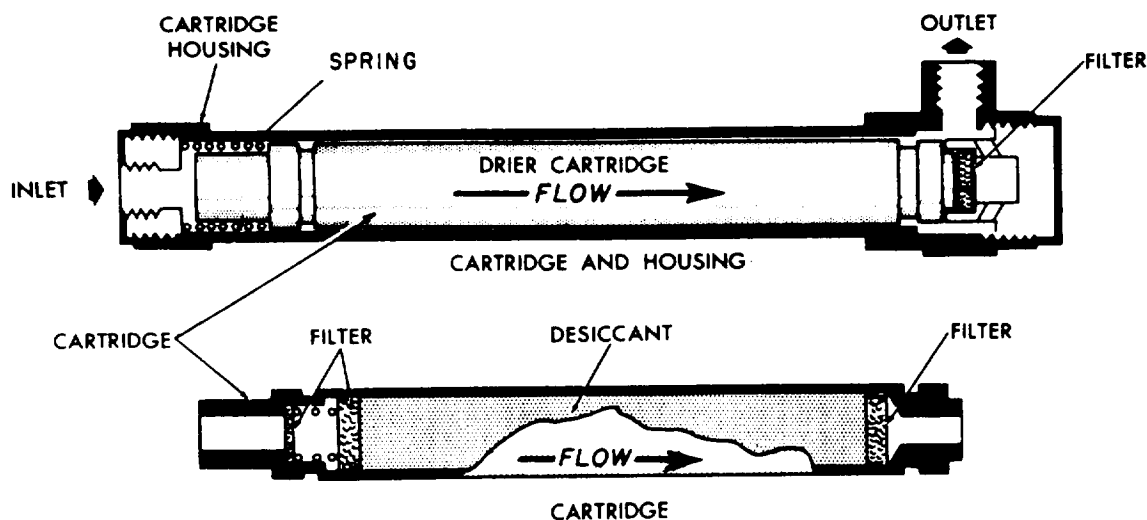 CARTRIDGE
HOUSING
SPRING
OUTLET
FILTER
INLET
DRIER CARTRIDGE
FLOW
CARTRIDGE AND HOUSING
CARTRIDGE
FILTER
DESICCANT
FILTER
FLOW
CARTRIDGE